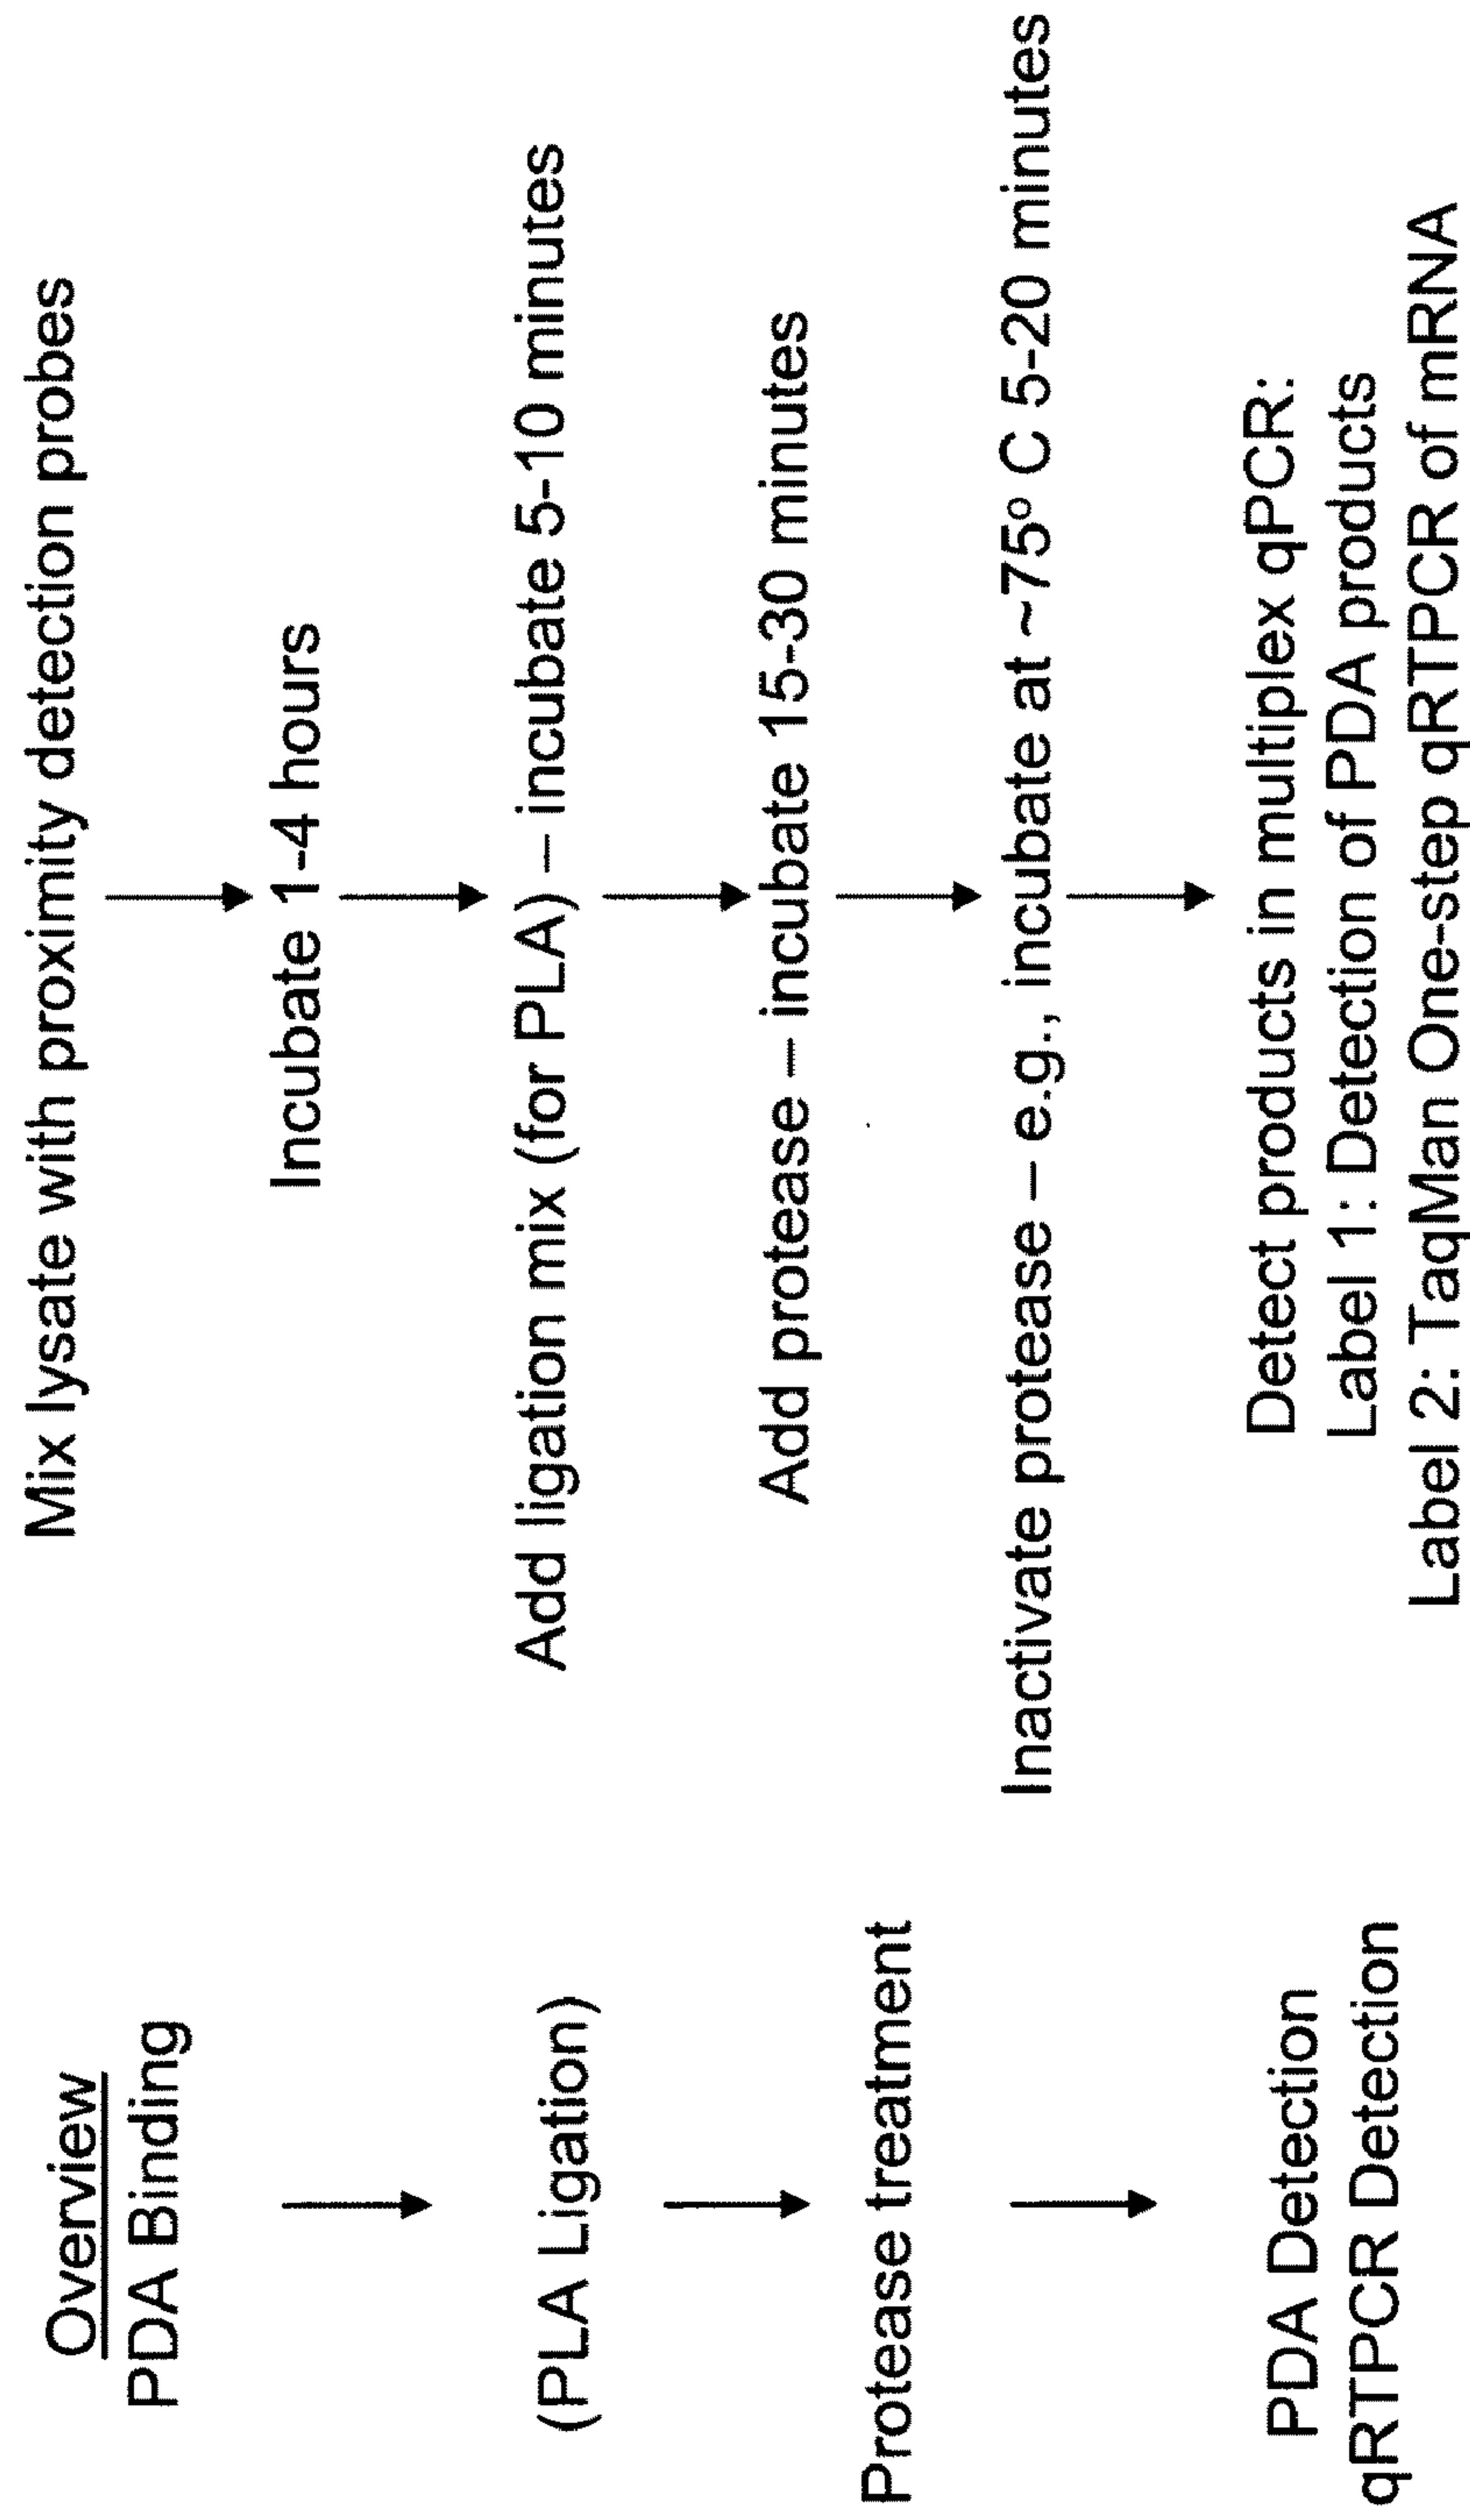 Overview
PDA Binding
(PLA Ligation)
Protease treatment
PDA Detection
qRTPCR Detection
Mix lysate with proximity detection probes
Incubate 1-4 hours
Add ligation mix (for PLA) – incubate 5-10 minutes
Add protease – incubate 15-30 minutes
Inactivate protease – e.g., incubate at ~75º C 5-20 minutes
Detect products in multiplex qPCR:
Label 1: Detection of PDA products
Label 2: TaqMan One-step qRTPCR of mRNA